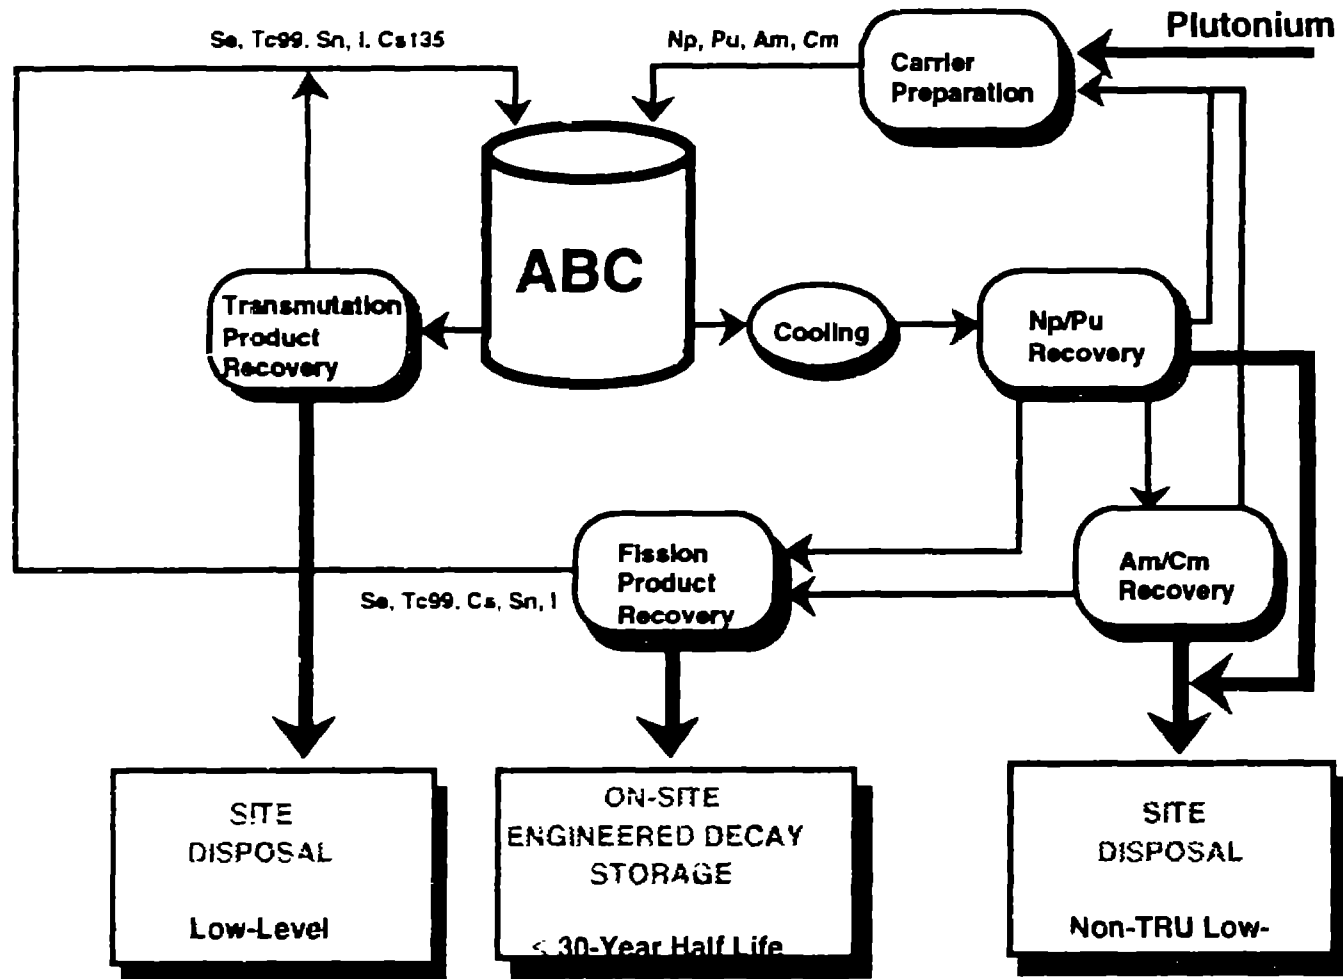 Plutonium
Se, Tc99. Sn, I. Cs135
Np, Pu, Am, Cm
Carrier
Preparation
ABC
Transmutation
Product
Recovery
Cooling
Np/Pu
Recovery
Fission
Product
Recovery
Am/Cm
Recovery
Se, Tc99. Cs, Sn, I
SITE
DISPOSAL
Low-Level
ON-SITE
ENGINEERED DECAY
STORAGE
< 30-Year Half Life
SITE
DISPOSAL
Non-TRU Low-